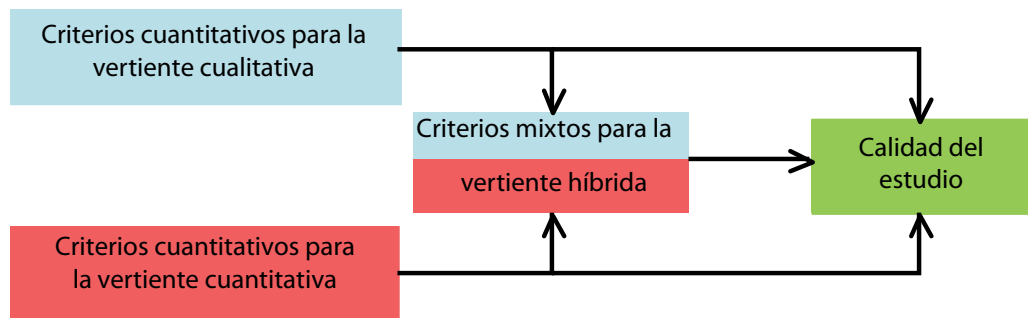 Criterios cuantitativos para la
vertiente cualitativa
Criterios mixtos para la
vertiente híbrida
Calidad del
estudio
Criterios cuantitativos para
la vertiente cuantitativa